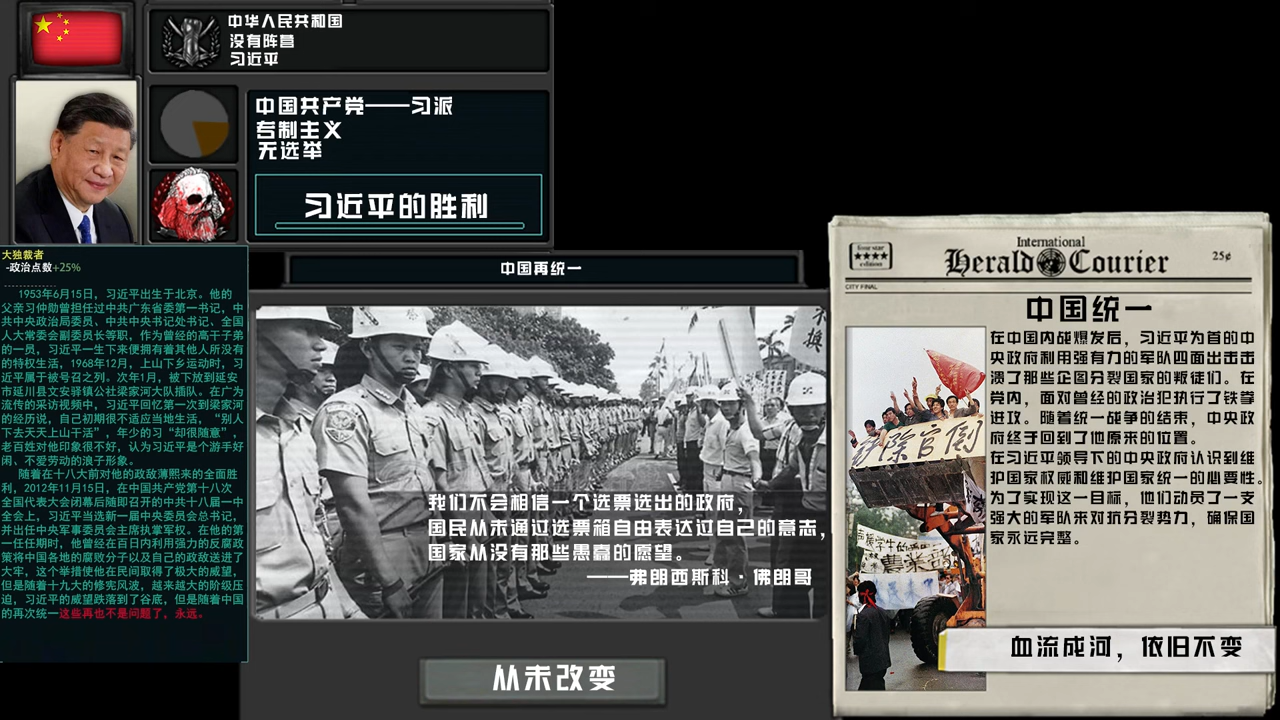 中华人民共和国
没有阵营
习近平
中国共产党——习派
专制主义
无选举
习近平的胜利
大独裁者
-政治点数+25%
1953年6月15日，习近平出生于北京。他的
父亲习仲勋曾担任过中共广东省委第一书记，中
共中央政治局委员、中共中央书记处书记、全国
人大常委会副委员长等职，作为曾经的高干子弟
的一员，习近平一生下来便拥有着其他人所没有
的特权生活，1968年12月，上山下乡运动时，习
近平属于被号召之列。次年1月，被下放到延安
市延川县文安驿镇公社梁家河大队插队。在广为
流传的采访视频中，习近平回忆第一次到梁家河
的经历说，自己初期很不适应当地生活，“别人
下去天天上山干活”，年少的习“却很随意”，
老百姓对他印象很不好，认为习近平是个游手好
闲、不爱劳动的浪子形象。
随着在十八大前对他的政敌薄熙来的全面胜
利，2012年11月15日，在中国共产党第十八次
全国代表大会闭幕后随即召开的中共十八届一中
全会上，习近平当选新一届中央委员会总书记，
并出任中央军事委员会主席执掌军权。在他的第
一任任期时，他曾经在百日内利用强力的反腐政
策将中国各地的腐败分子以及自己的政敌送进了
大牢，这个举措使他在民间取得了极大的威望，
但是随着十九大的修宪风波，越来越大的阶级压
迫，习近平的威望跌落到了谷底，但是随着中国
的再次统一这些再也不是问题了，永远。
中国再统一
我们不会相信一个选票选出的政府，
国民从未通过选票箱自由表达过自己的意志，
国家从没有那些愚蠢的愿望。
——弗朗西斯科·佛朗哥
从未改变
four star
edition
International
Herald Courier
25¢
CITY FINAL
中国统一
在中国内战爆发后，习近平为首的中
央政府利用强有力的军队四面出击击
溃了那些企图分裂国家的叛徒们。在
党内，面对曾经的政治犯执行了铁拳
进攻。随着统一战争的结束，中央政
府终于回到了他原来的位置。
在习近平领导下的中央政府认识到维
护国家权威和维护国家统一的必要性。
为了实现这一目标，他们动员了一支
强大的军队来对抗分裂势力，确保国
家永远完整。
铲除官倒
血流成河，依旧不变